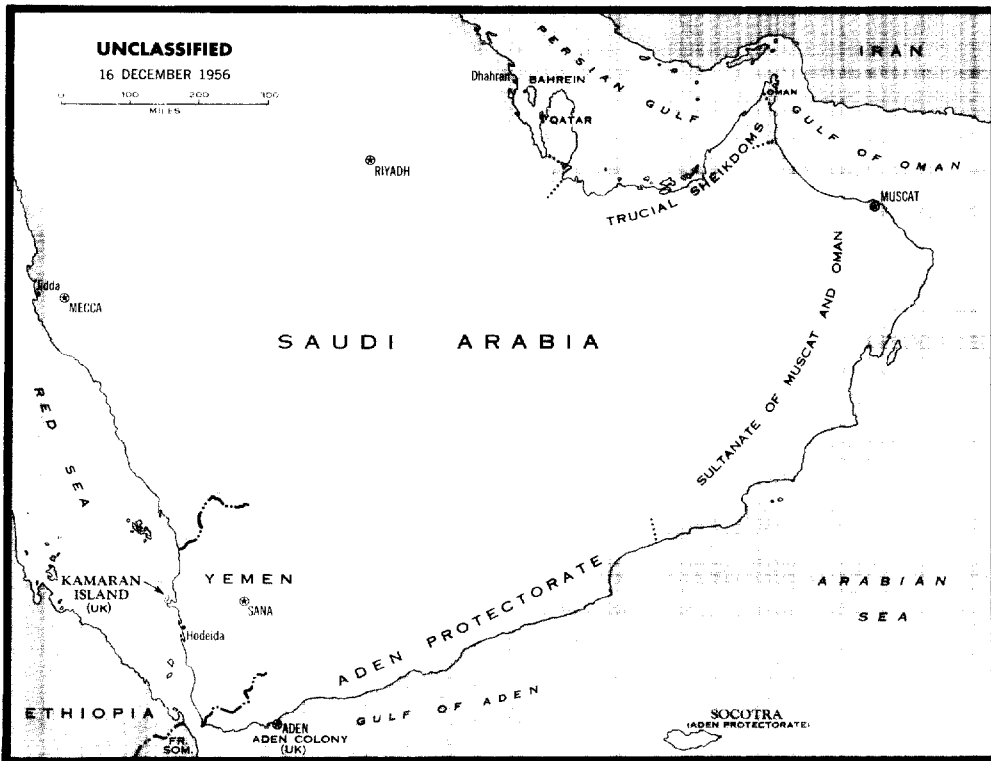 UNCLASSIFIED
16 DECEMBER 1956
0 100 200 300
MILES
PERSIAN GULF
IRAN
Dhahran
BAHREIN
QATAR
OMAN
GULF OF OMAN
RIYADH
TRUCIAL SHEIKDOMS
MUSCAT
Jidda
MECCA
SAUDI ARABIA
SULTANATE OF MUSCAT AND OMAN
RED SEA
KAMARAN
ISLAND
(UK)
YEMEN
SANA
Hodeida
ADEN PROTECTORATE
ARABIAN
SEA
ETHIOPIA
FR.
SOM.
ADEN
ADEN COLONY
(UK)
GULF OF ADEN
SOCOTRA
(ADEN PROTECTORATE)